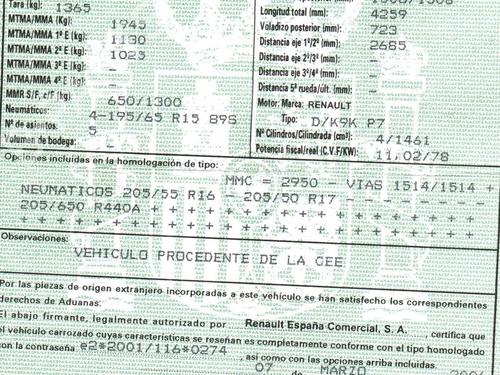 Tara (kg): 1365
MTMA/MMA (kg): 1945
MTMA/MMA 1º E (kg): 1130
MTMA/MMA 2º E (kg): 1023
MTMA/MMA 3º E (kg): -
MTMA/MMA 4º E (kg): -
MMR S/F, c/F (kg) 650/1300
Neumáticos: 4-195/65 R15 89S
Nº de asientos: 5
Volumen de bodega: -
Longitud total (mm): 4259
Voladizo posterior (mm): 723
Distancia eje 1º/2º (mm): 2685
Distancia eje 2º/3º (mm): -
Distancia eje 3º/4º (mm): -
Distancia 5ª rueda/últ. (mm): -
Motor: Marca: RENAULT
Tipo: D/K9K P7
Nº Cilindros/Cilindrada (cm³): 4/1461
Potencia fiscal/real (C.V.F/KW): 11,02/78
Opciones incluidas en la homologación de tipo:
MMC = 2950 - VIAS 1514/1514 +
NEUMATICOS 205/55 R16 - 205/50 R17 - - - - - - - -
205/650 R440A + + + + + + + + + + + + + + + +
+ + + + + + + + + + + + + + + + + + + + + + + +
Observaciones:
VEHICULO PROCEDENTE DE LA CEE
Por las piezas de origen extranjero incorporadas a este vehículo se han satisfecho los correspondientes
derechos de Aduanas.
El abajo firmante, legalmente autorizado por Renault España Comercial, S. A. , certifica que
el vehículo carrozado cuyas características se reseñan es completamente conforme con el tipo homologado
con la contraseña e2*2001/116*0274 , así como con las opciones arriba incluidas.
07 de MARZO